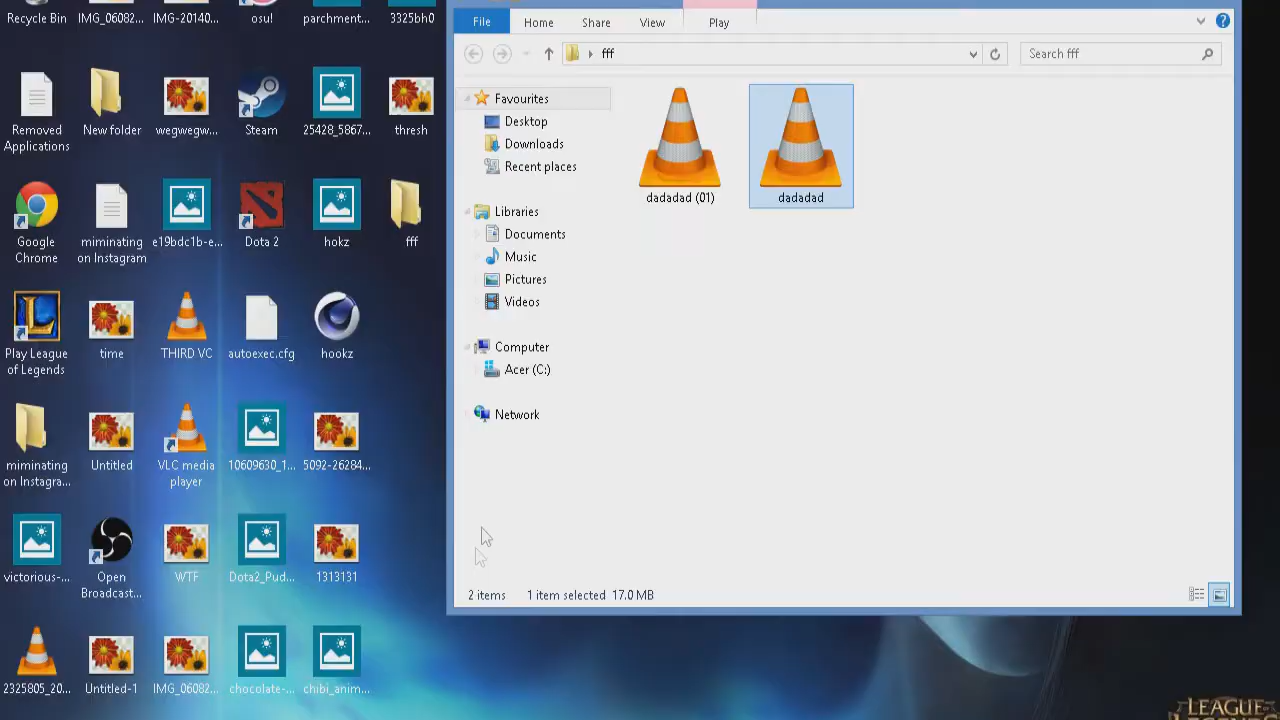 Recycle Bin
IMG_06082...
IMG-20140...
osu!
parchment...
3325bh0
Removed
Applications
New folder
wegwegw...
Steam
25428_5867...
thresh
Google
Chrome
miminating
on Instagram
e19bdc1b-e...
Dota 2
hokz
fff
Play League
of Legends
time
THIRD VC
autoexec.cfg
hookz
miminating
on Instagra...
Untitled
VLC media
player
10609630_1...
5092-26284...
victorious-...
Open
Broadcast...
WTF
Dota2_Pud...
1313131
2325805_20...
Untitled-1
IMG_06082...
chocolate-...
chibi_anim...
File
Home
Share
View
Play
fff
Search fff
Favourites
Desktop
Downloads
Recent places
Libraries
Documents
Music
Pictures
Videos
Computer
Acer (C:)
Network
dadadad (01)
dadadad
2 items
1 item selected 17.0 MB
LEAGUE